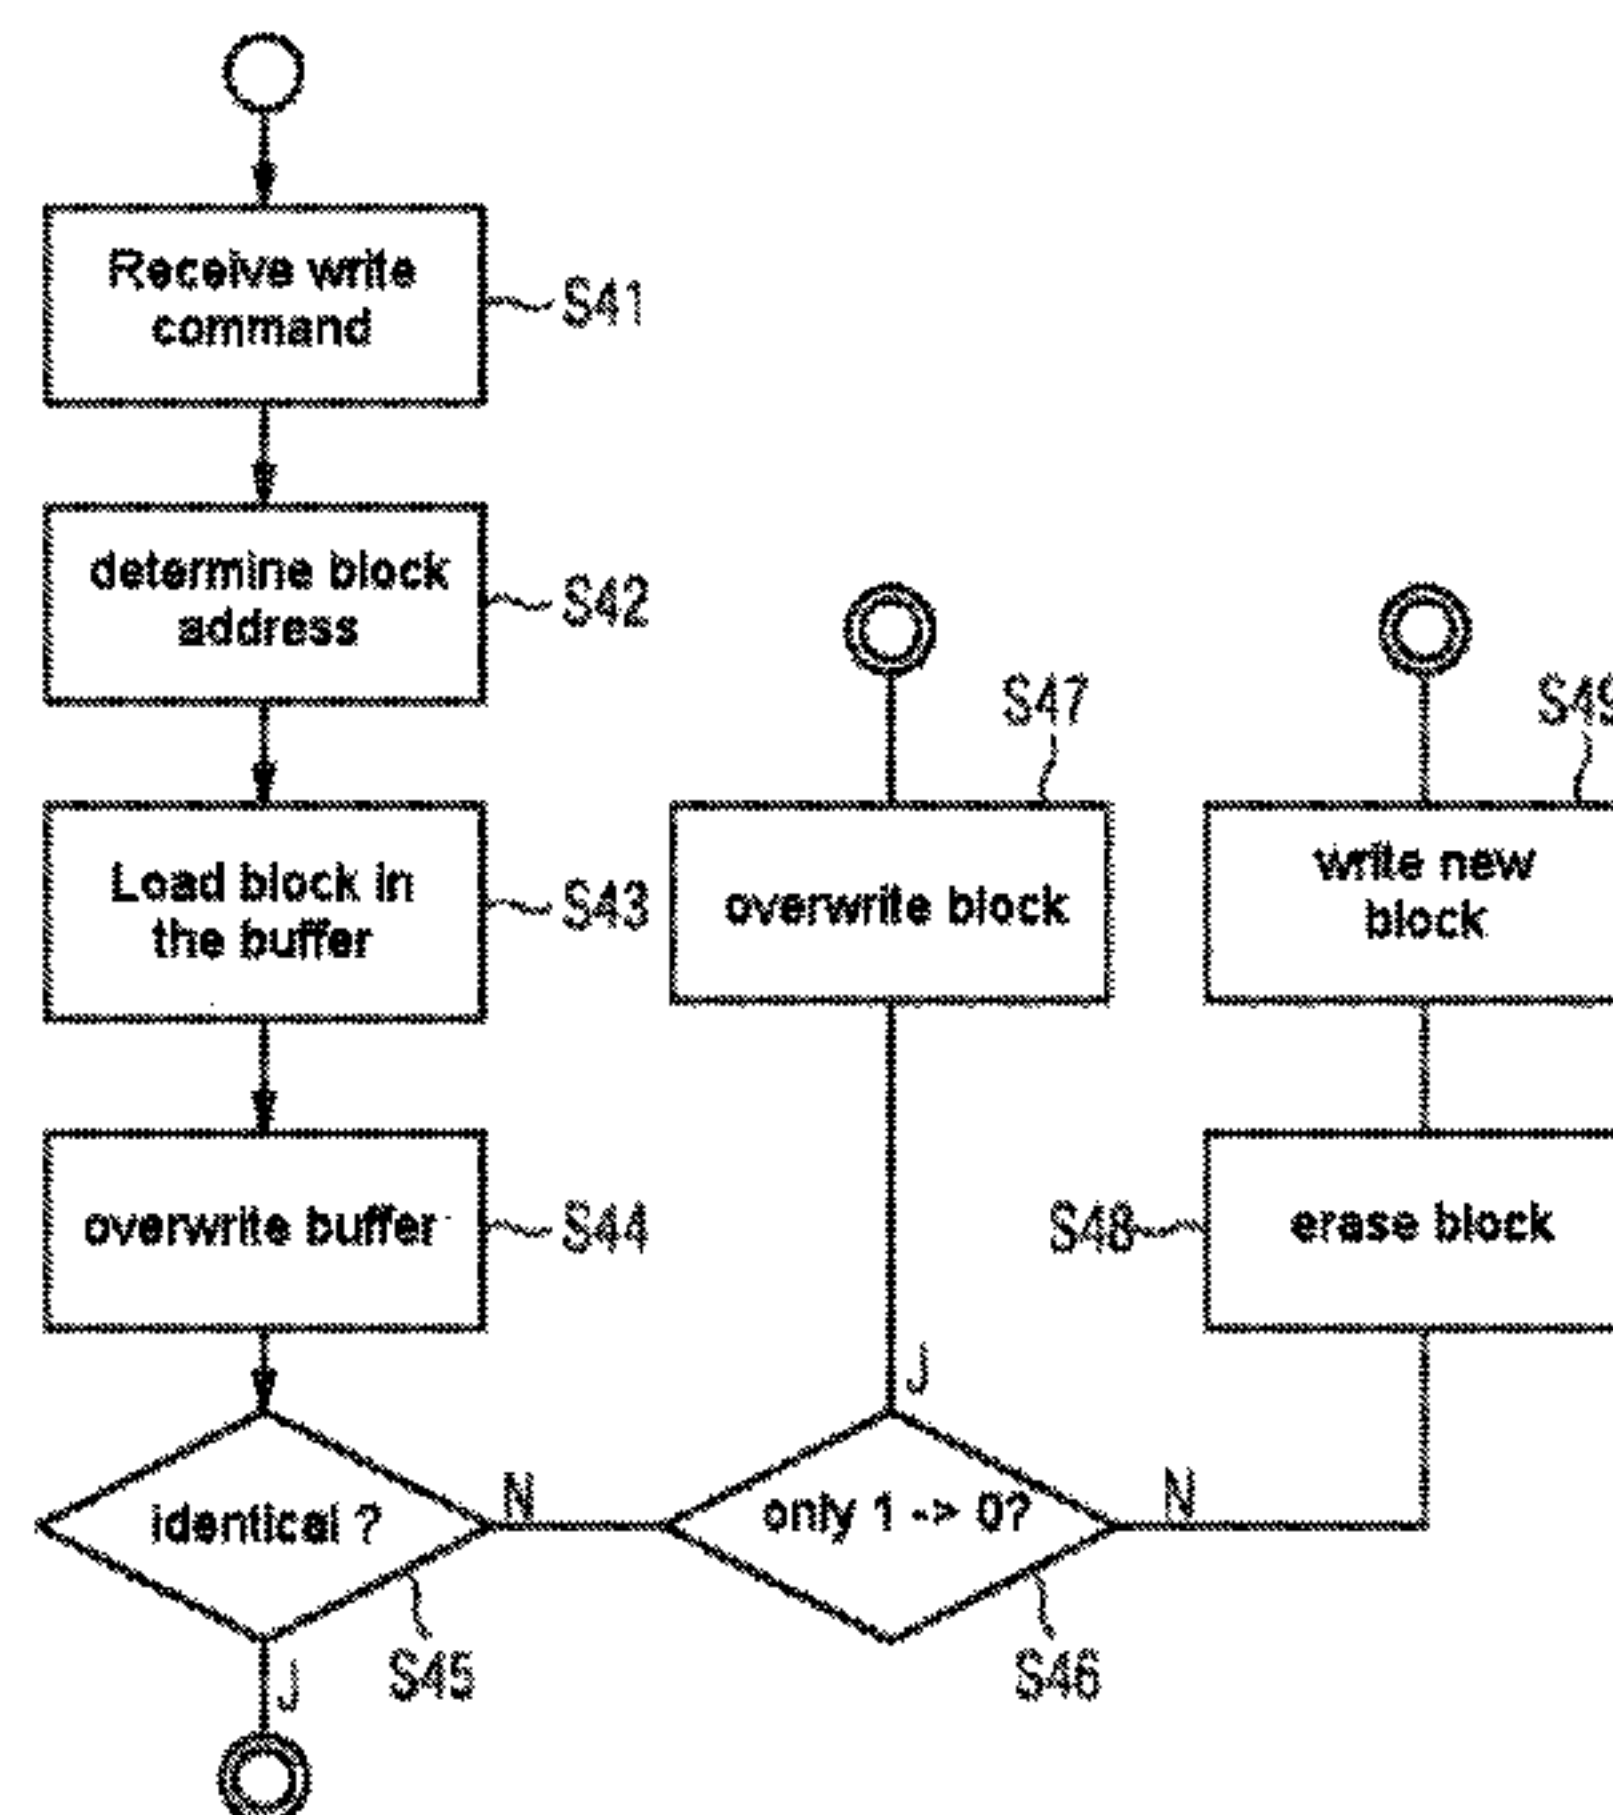 Receive write
command
S41
determine block
address
S42
Load block in
the buffer
S43
overwrite buffer
S44
identical ?
S45
J
N
only 1 -> 0?
S46
J
N
overwrite block
S47
erase block
S48
write new
block
S49